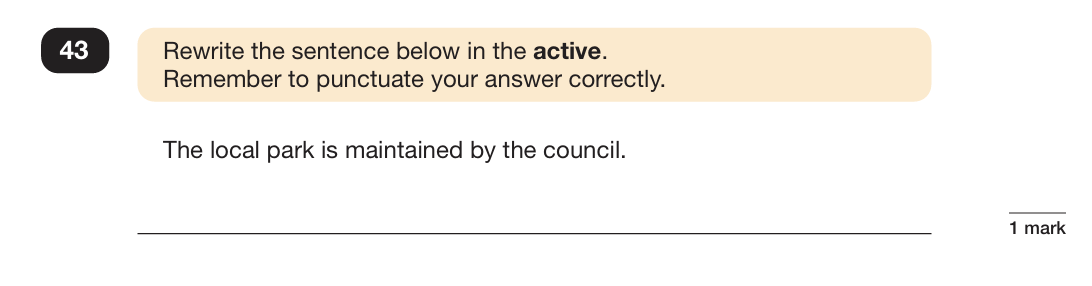 43
Rewrite the sentence below in the active.
Remember to punctuate your answer correctly.
The local park is maintained by the council.
1 mark